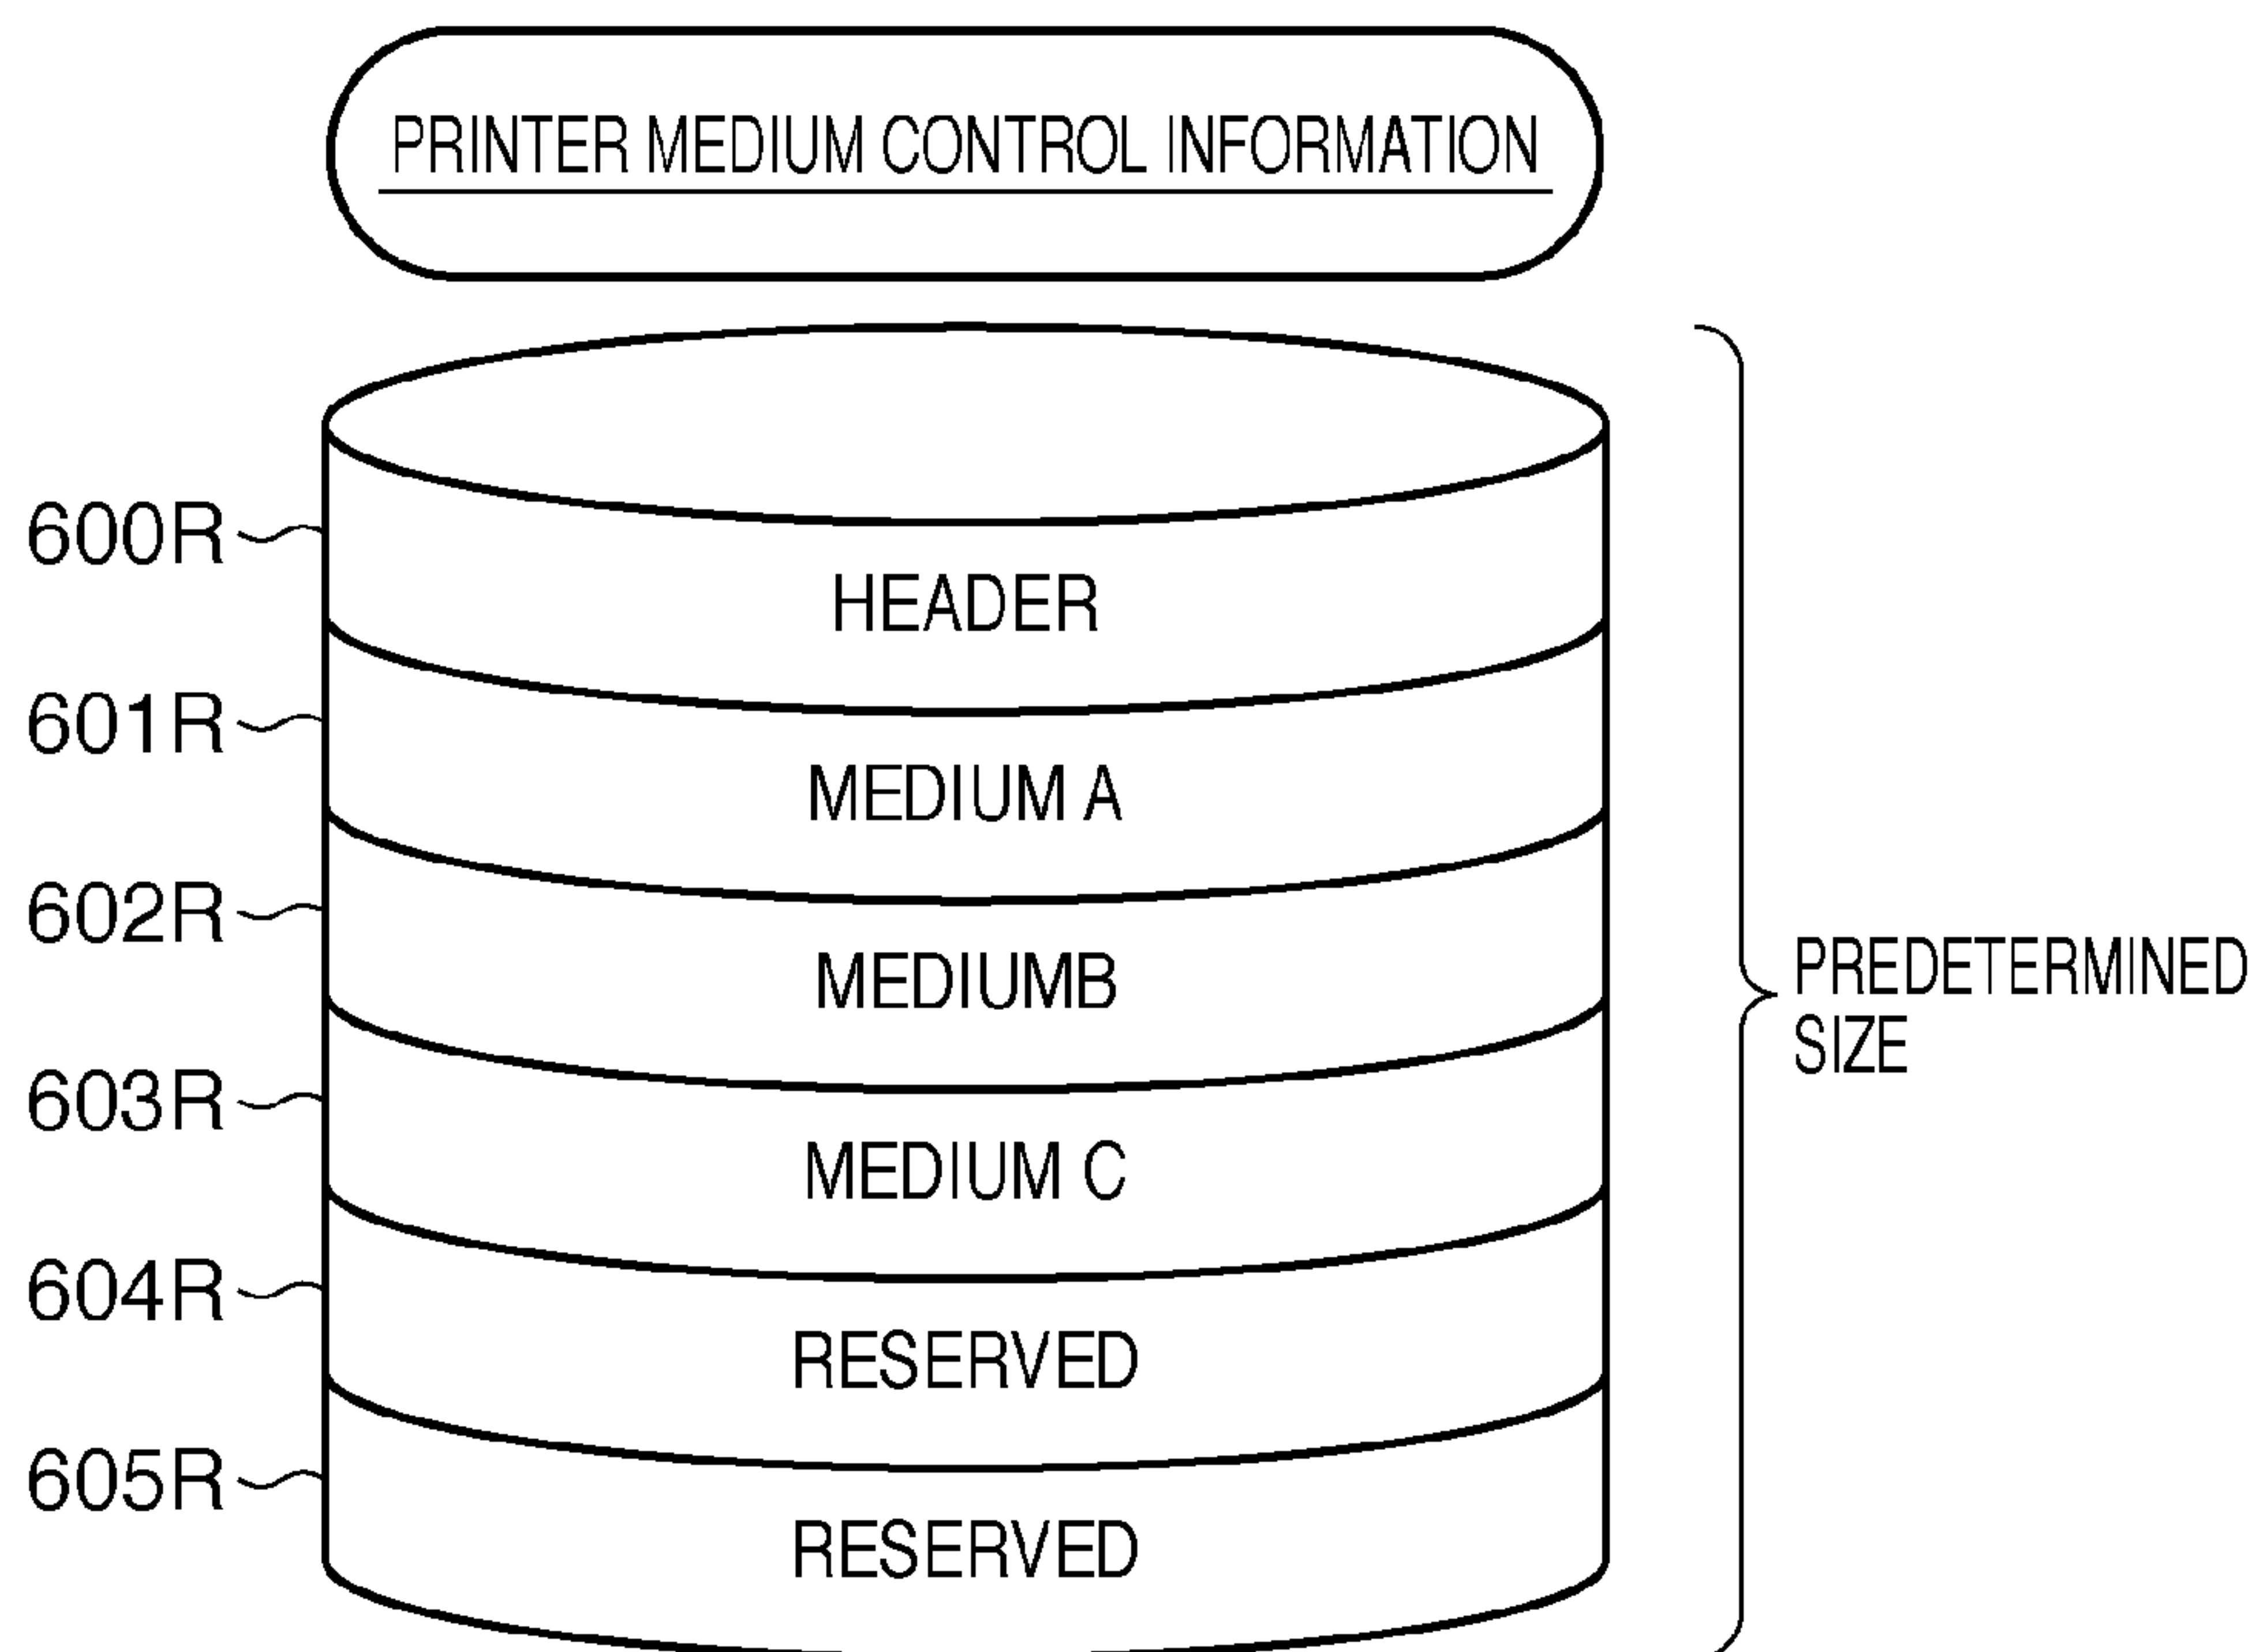 PRINTER MEDIUM CONTROL INFORMATION
600R
HEADER
601R
MEDIUM A
602R
MEDIUMB
603R
MEDIUM C
604R
RESERVED
605R
RESERVED
PREDETERMINED
SIZE